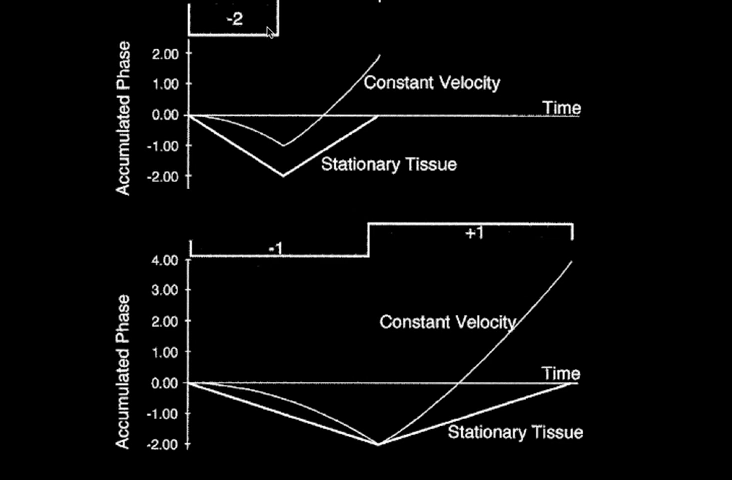 -2
Accumulated Phase
2.00
1.00
0.00
-1.00
-2.00
Constant Velocity
Time
Stationary Tissue
-1
+1
Accumulated Phase
4.00
3.00
2.00
1.00
0.00
-1.00
-2.00
Constant Velocity
Time
Stationary Tissue